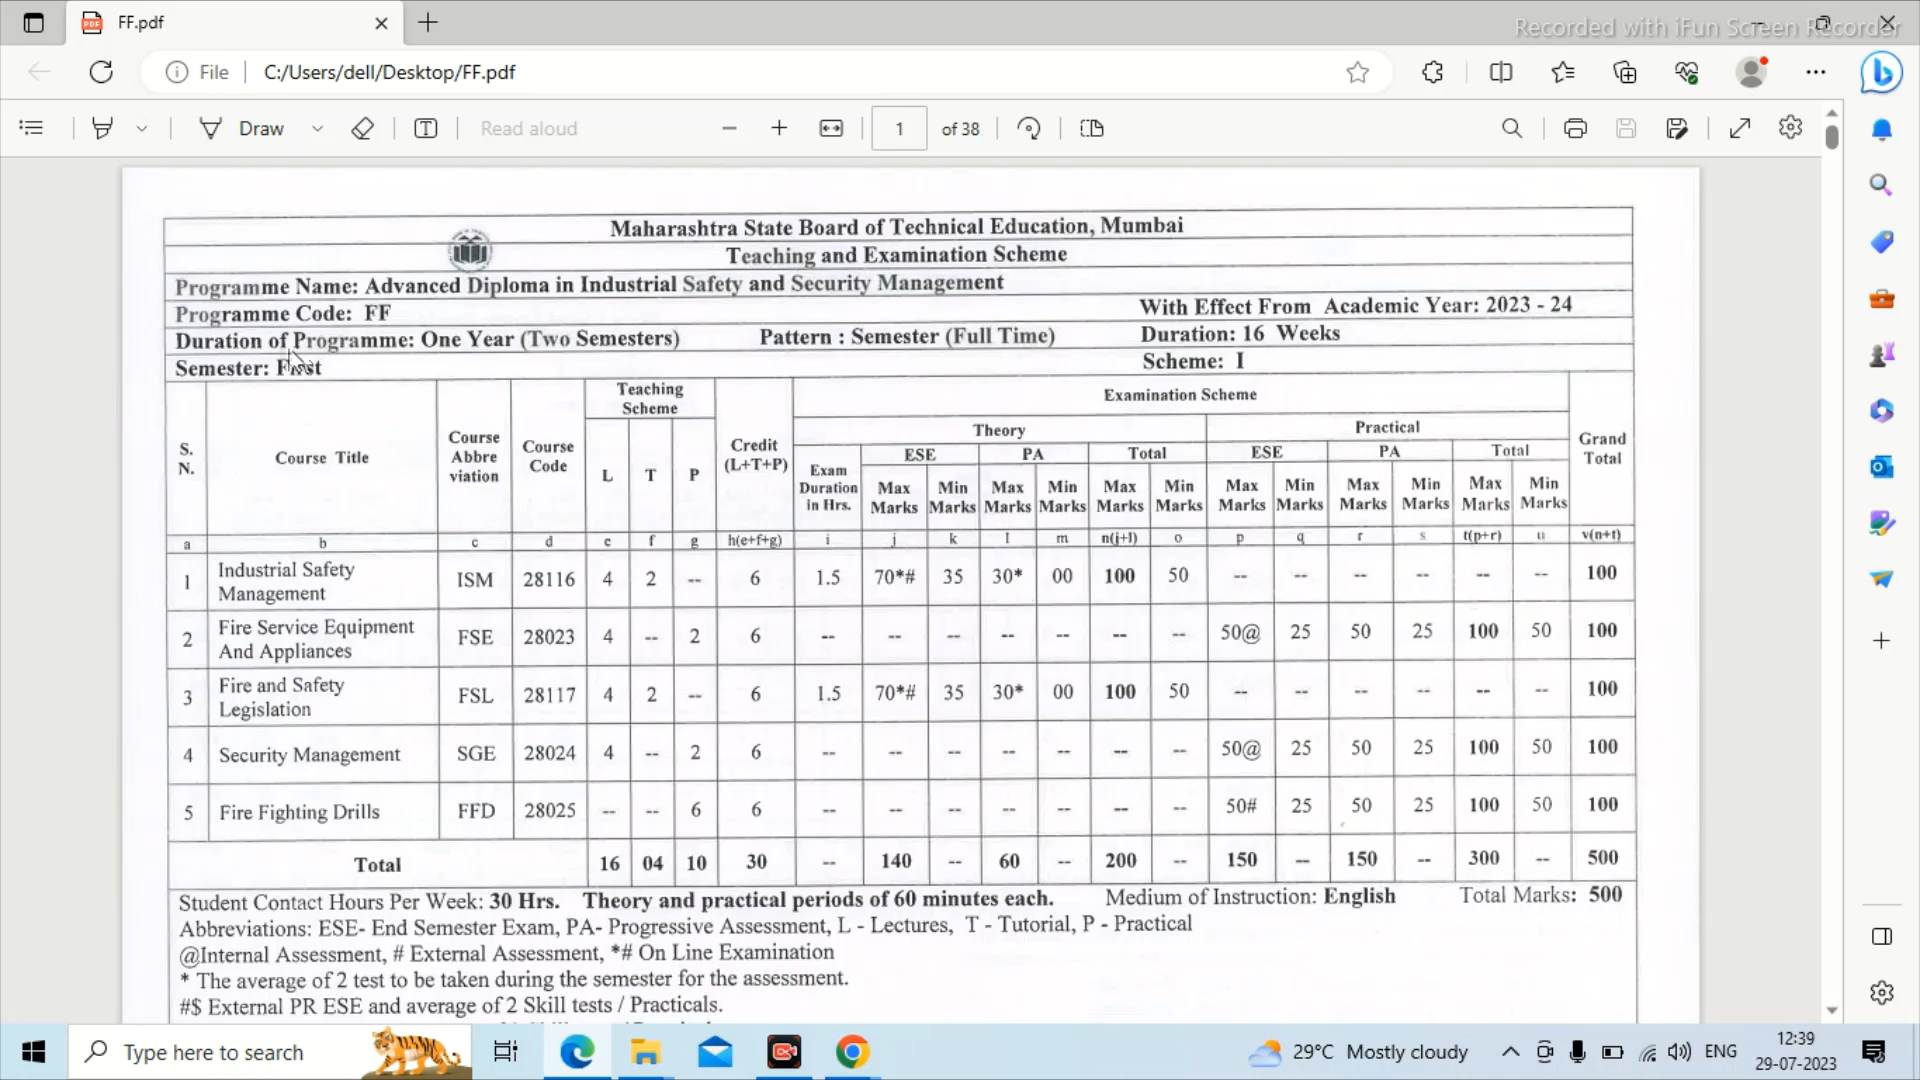 FF.pdf
Recorded with iFun Screen Recorder
File
C:/Users/dell/Desktop/FF.pdf
Draw
Read aloud
1
of 38
Maharashtra State Board of Technical Education, Mumbai
Teaching and Examination Scheme
Programme Name: Advanced Diploma in Industrial Safety and Security Management
Programme Code: FF With Effect From Academic Year: 2023 - 24
Duration of Programme: One Year (Two Semesters) Pattern : Semester (Full Time) Duration: 16 Weeks
Semester: First Scheme: I
S. N. Course Title Course Abbre viation Course Code Teaching Scheme L T P Credit (L+T+P) Examination Scheme Grand Total
Theory Practical
Exam Duration in Hrs. ESE PA Total ESE PA Total
Max Marks Min Marks Max Marks Min Marks Max Marks Min Marks Max Marks Min Marks Max Marks Min Marks Max Marks Min Marks
a b c d e f g h(e+f+g) i j k l m n(j+l) o p q r s t(p+r) u v(n+t)
1 Industrial Safety Management ISM 28116 4 2 -- 6 1.5 70*# 35 30* 00 100 50 -- -- -- -- -- -- 100
2 Fire Service Equipment And Appliances FSE 28023 4 -- 2 6 -- -- -- -- -- -- -- 50@ 25 50 25 100 50 100
3 Fire and Safety Legislation FSL 28117 4 2 -- 6 1.5 70*# 35 30* 00 100 50 -- -- -- -- -- -- 100
4 Security Management SGE 28024 4 -- 2 6 -- -- -- -- -- -- -- 50@ 25 50 25 100 50 100
5 Fire Fighting Drills FFD 28025 -- -- 6 6 -- -- -- -- -- -- -- 50# 25 50 25 100 50 100
Total 16 04 10 30 -- 140 -- 60 -- 200 -- 150 -- 150 -- 300 -- 500
Student Contact Hours Per Week: 30 Hrs. Theory and practical periods of 60 minutes each. Medium of Instruction: English Total Marks: 500
Abbreviations: ESE- End Semester Exam, PA- Progressive Assessment, L - Lectures, T - Tutorial, P - Practical
@Internal Assessment, # External Assessment, *# On Line Examination
* The average of 2 test to be taken during the semester for the assessment.
#$ External PR ESE and average of 2 Skill tests / Practicals.
Type here to search
29°C Mostly cloudy
ENG
12:39
29-07-2023